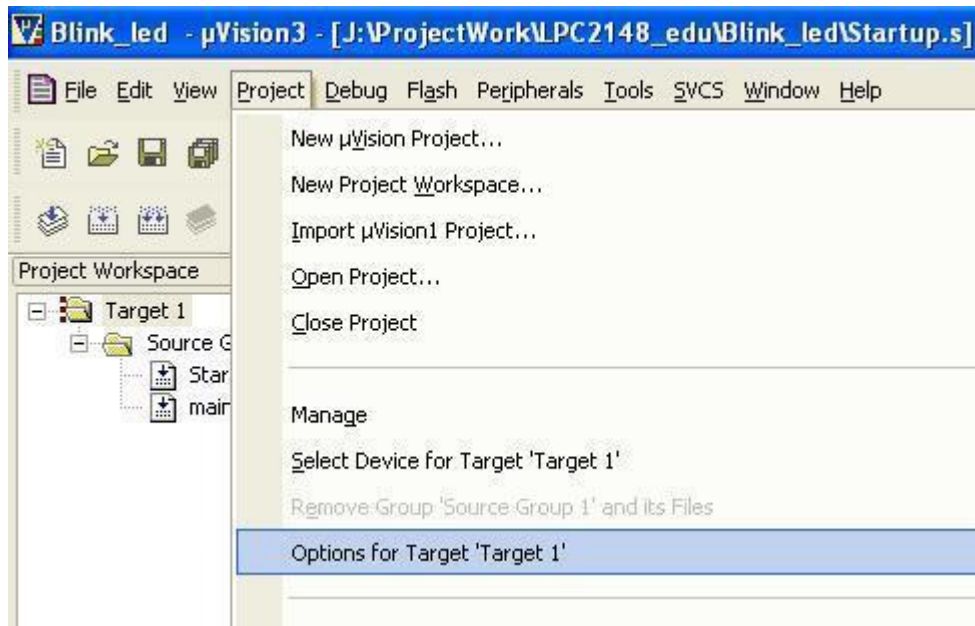 Blink_led - µVision3 - [J:\ProjectWork\LPC2148_edu\Blink_led\Startup.s]
File Edit View Project Debug Flash Peripherals Tools SVCS Window Help
New µVision Project...
New Project Workspace...
Import µVision1 Project...
Open Project...
Close Project
Manage
Select Device for Target 'Target 1'
Remove Group 'Source Group 1' and its Files
Options for Target 'Target 1'
Project Workspace
Target 1
Source G
Star
main